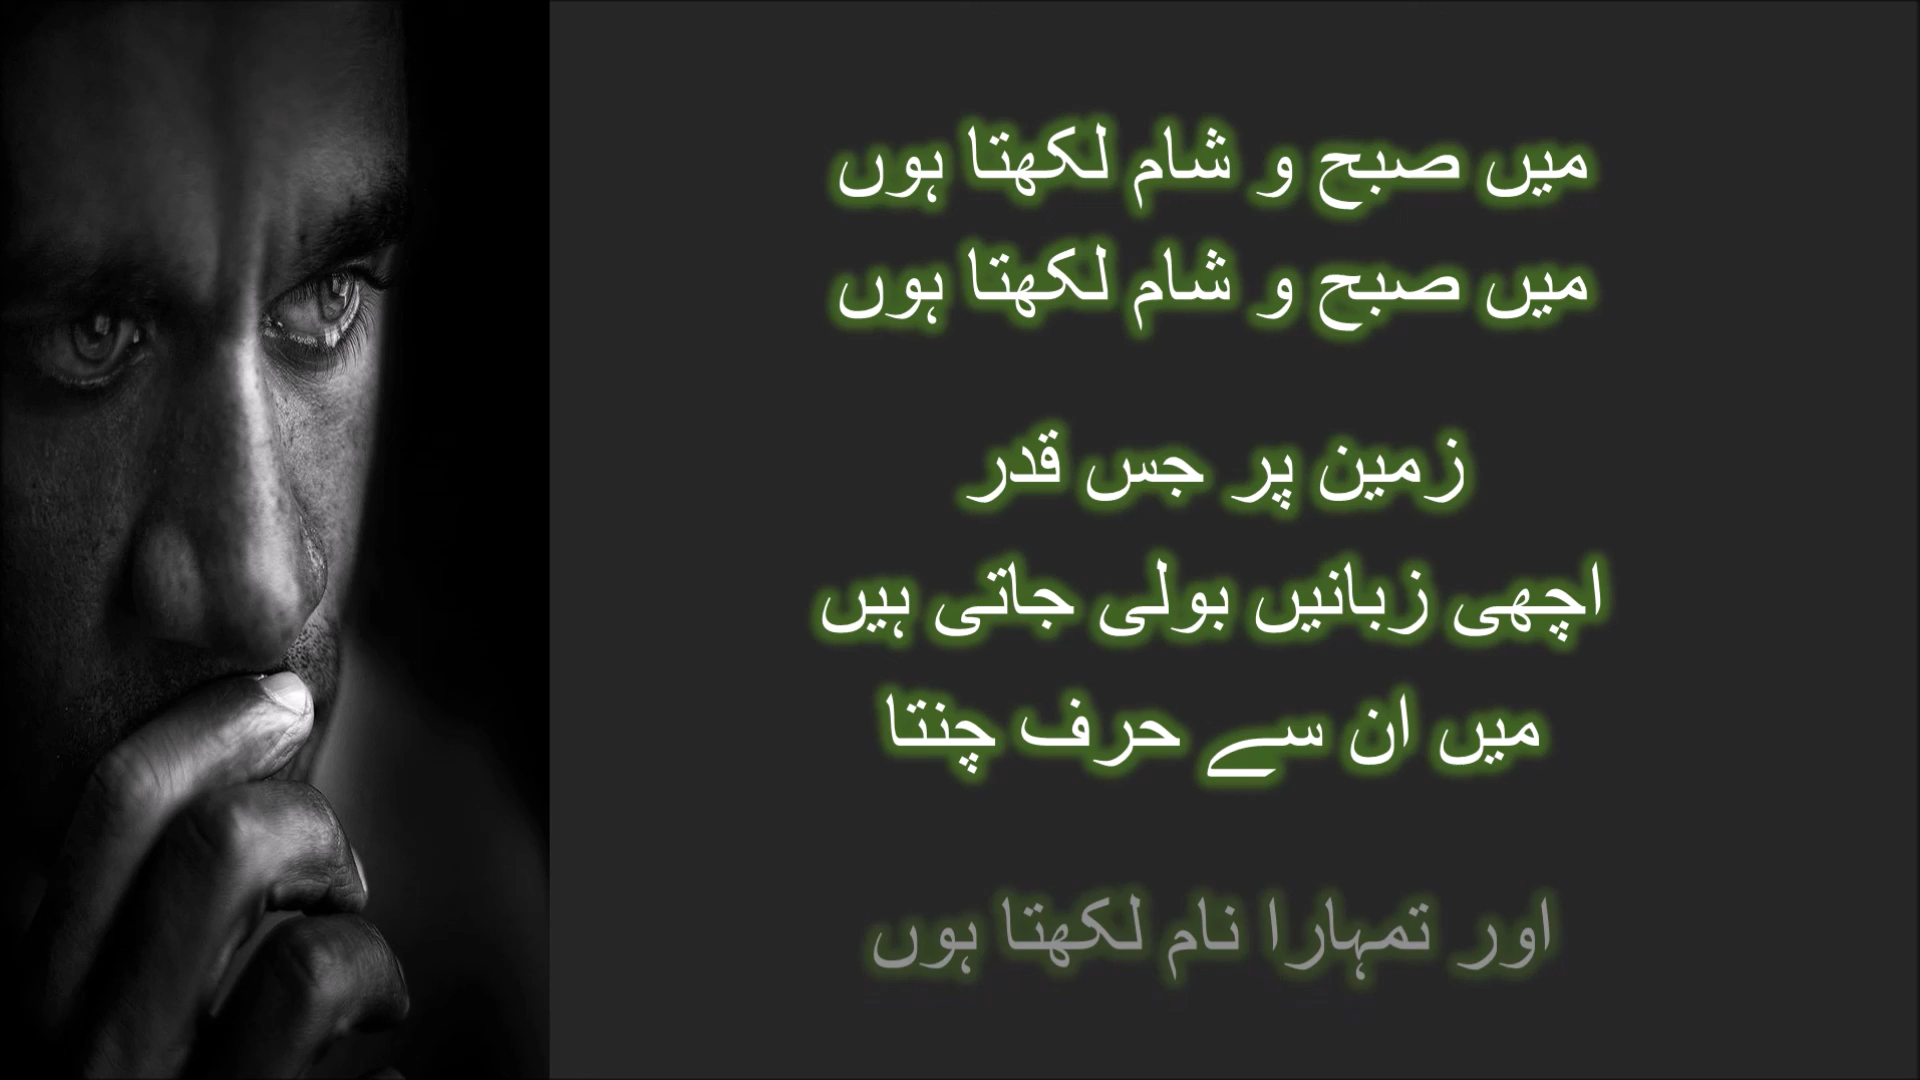 میں صبح و شام لکھتا ہوں
میں صبح و شام لکھتا ہوں
زمین پر جس قدر
اچھی زبانیں بولی جاتی ہیں
میں ان سے حرف چنتا
اور تمہارا نام لکھتا ہوں